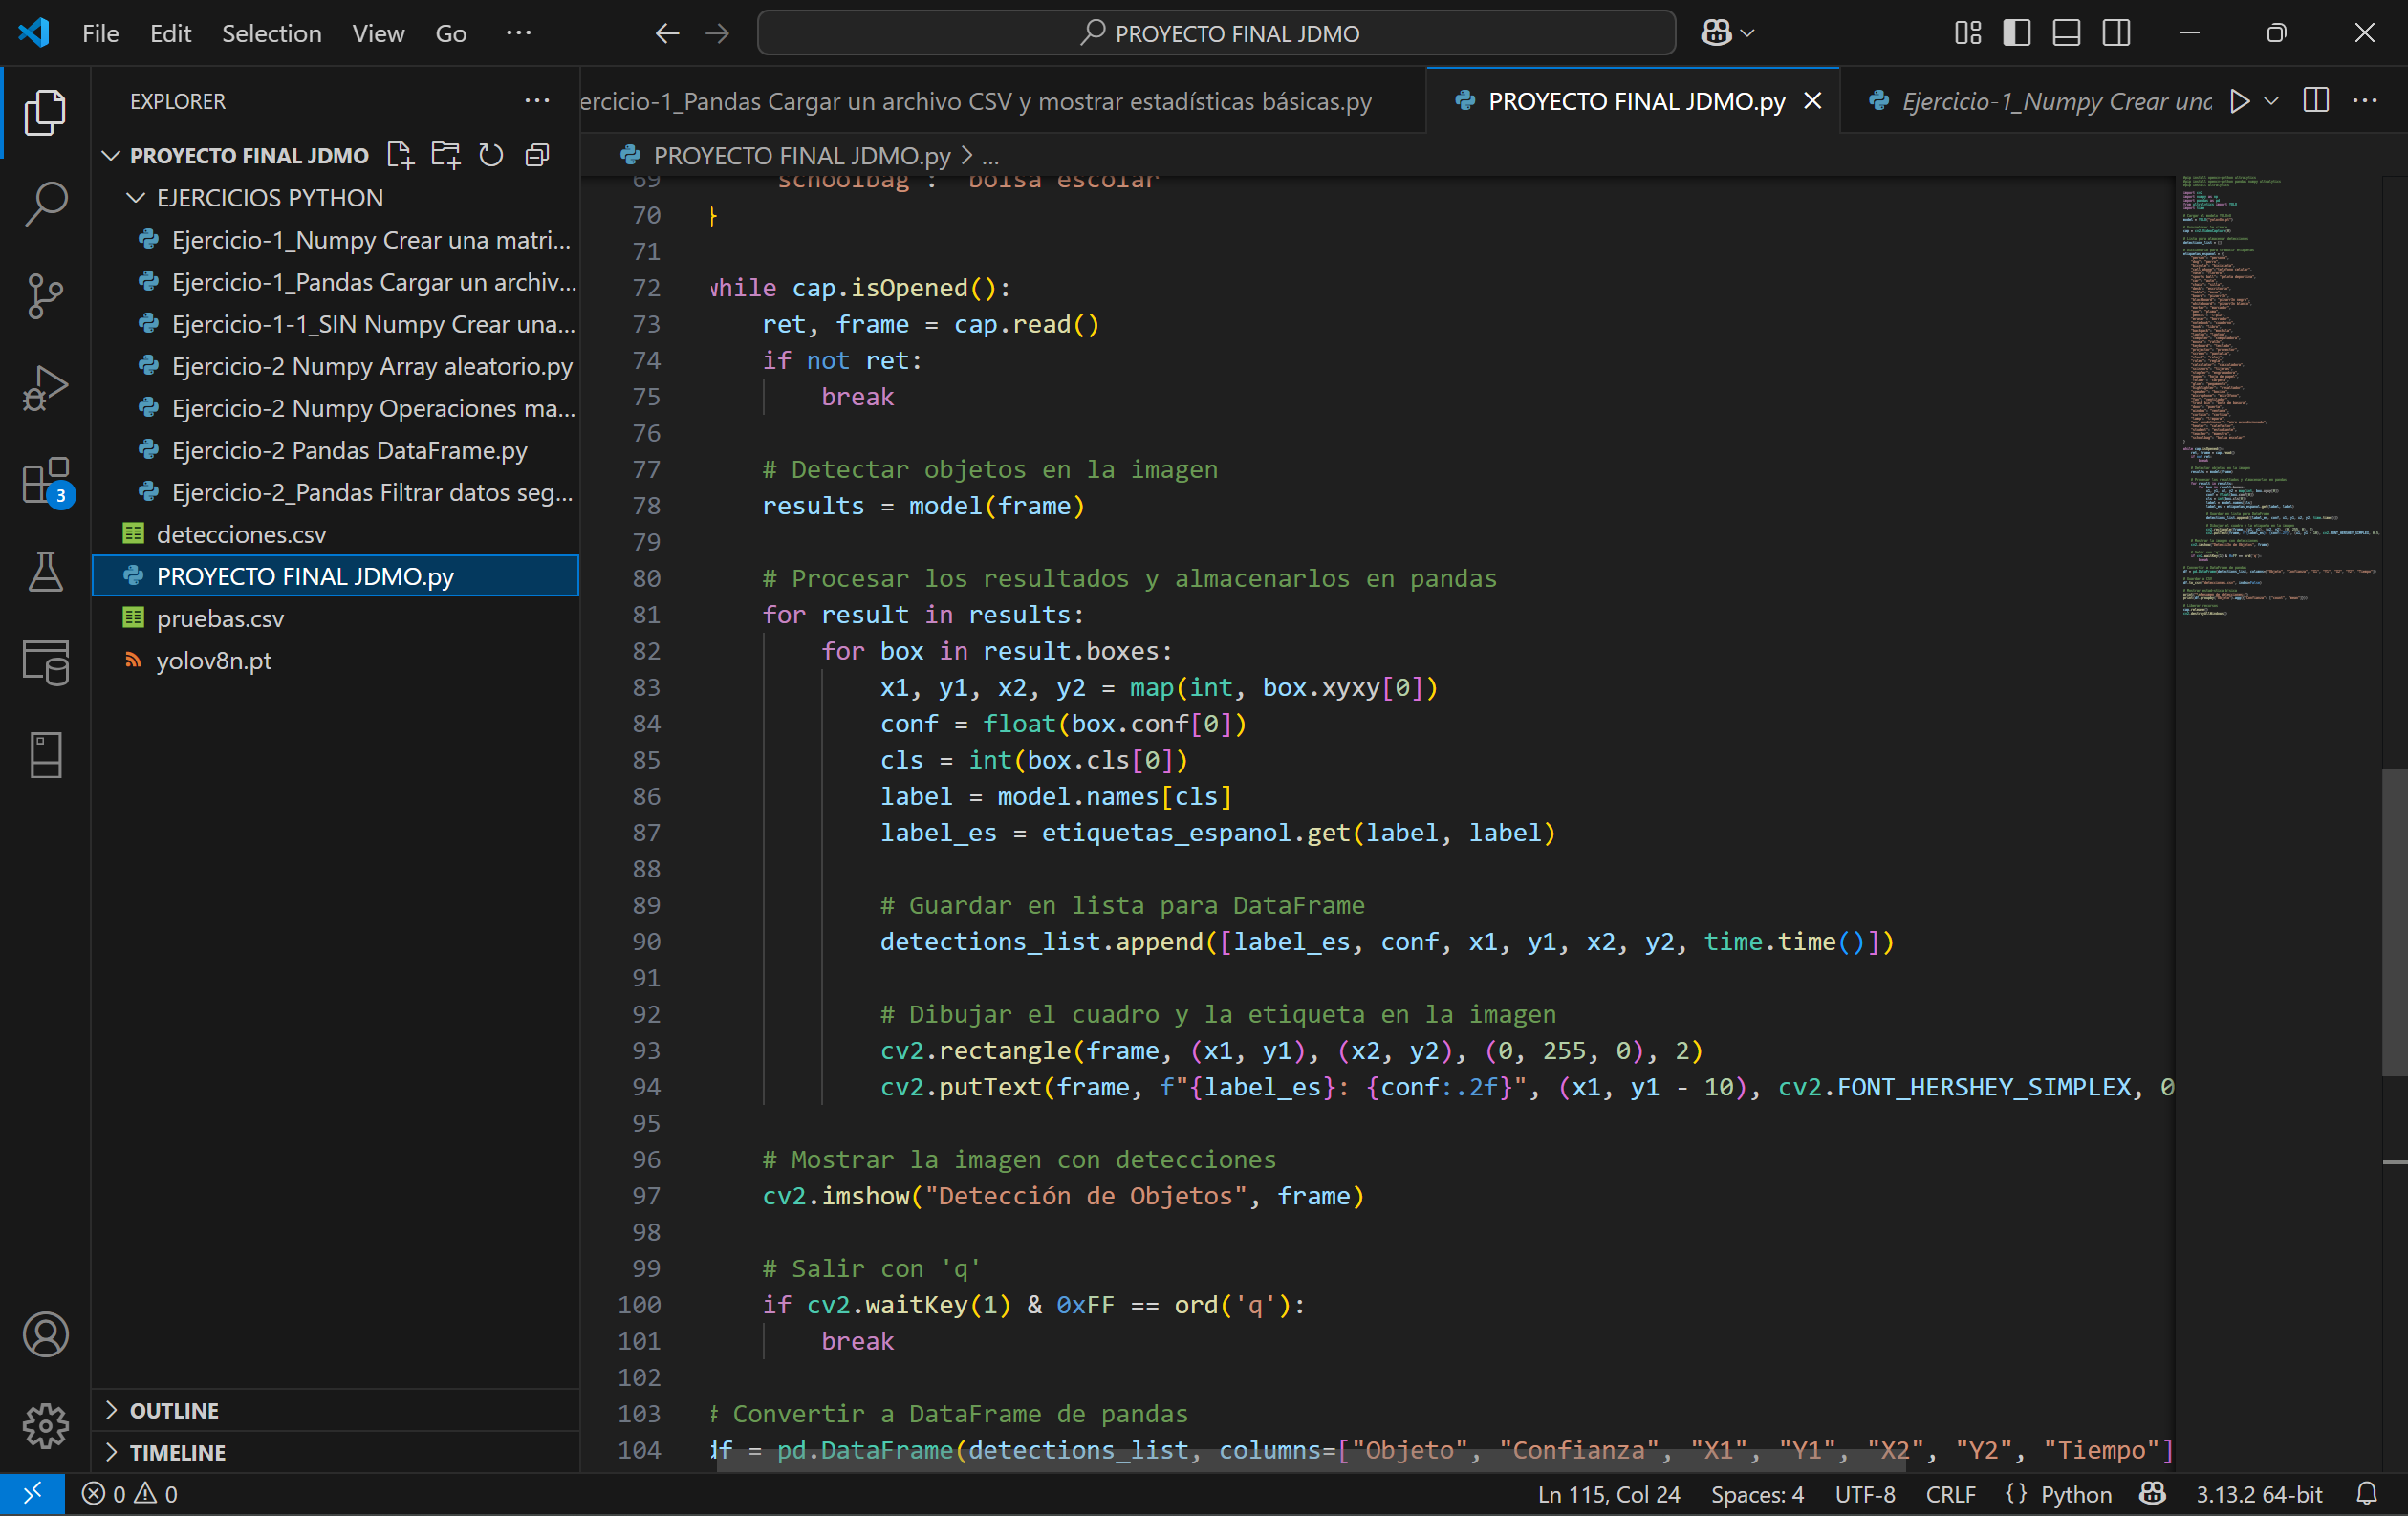 File Edit Selection View Go ··· PROYECTO FINAL JDMO
EXPLORER
PROYECTO FINAL JDMO
EJERCICIOS PYTHON
Ejercicio-1_Numpy Crear una matri...
Ejercicio-1_Pandas Cargar un archiv...
Ejercicio-1-1_SIN Numpy Crear una...
Ejercicio-2 Numpy Array aleatorio.py
Ejercicio-2 Numpy Operaciones ma...
Ejercicio-2 Pandas DataFrame.py
Ejercicio-2_Pandas Filtrar datos seg...
detecciones.csv
PROYECTO FINAL JDMO.py
pruebas.csv
yolov8n.pt
3
OUTLINE
TIMELINE
ercicio-1_Pandas Cargar un archivo CSV y mostrar estadísticas básicas.py
PROYECTO FINAL JDMO.py
Ejercicio-1_Numpy Crear una
PROYECTO FINAL JDMO.py > ...
69 "schoolbag": "bolsa escolar"
70 }
71
72 while cap.isOpened():
73 ret, frame = cap.read()
74 if not ret:
75 break
76
77 # Detectar objetos en la imagen
78 results = model(frame)
79
80 # Procesar los resultados y almacenarlos en pandas
81 for result in results:
82 for box in result.boxes:
83 x1, y1, x2, y2 = map(int, box.xyxy[0])
84 conf = float(box.conf[0])
85 cls = int(box.cls[0])
86 label = model.names[cls]
87 label_es = etiquetas_espanol.get(label, label)
88
89 # Guardar en lista para DataFrame
90 detections_list.append([label_es, conf, x1, y1, x2, y2, time.time()])
91
92 # Dibujar el cuadro y la etiqueta en la imagen
93 cv2.rectangle(frame, (x1, y1), (x2, y2), (0, 255, 0), 2)
94 cv2.putText(frame, f"{label_es}: {conf:.2f}", (x1, y1 - 10), cv2.FONT_HERSHEY_SIMPLEX, 0
95
96 # Mostrar la imagen con detecciones
97 cv2.imshow("Detección de Objetos", frame)
98
99 # Salir con 'q'
100 if cv2.waitKey(1) & 0xFF == ord('q'):
101 break
102
103 # Convertir a DataFrame de pandas
104 df = pd.DataFrame(detections_list, columns=["Objeto", "Confianza", "X1", "Y1", "X2", "Y2", "Tiempo"]
0 0 Ln 115, Col 24 Spaces: 4 UTF-8 CRLF {} Python 3.13.2 64-bit